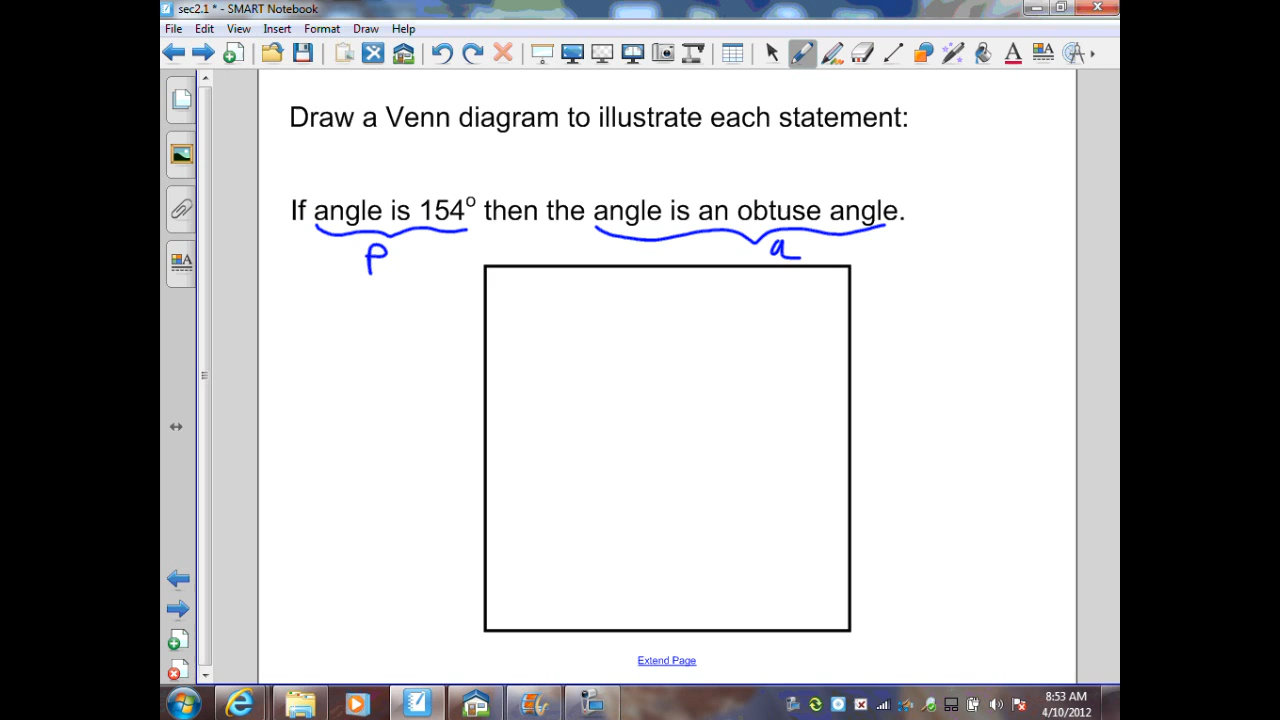 sec2.1 * - SMART Notebook
File Edit View Insert Format Draw Help
Draw a Venn diagram to illustrate each statement:
If angle is 154° then the angle is an obtuse angle.
P
Q
Extend Page
8:53 AM
4/10/2012